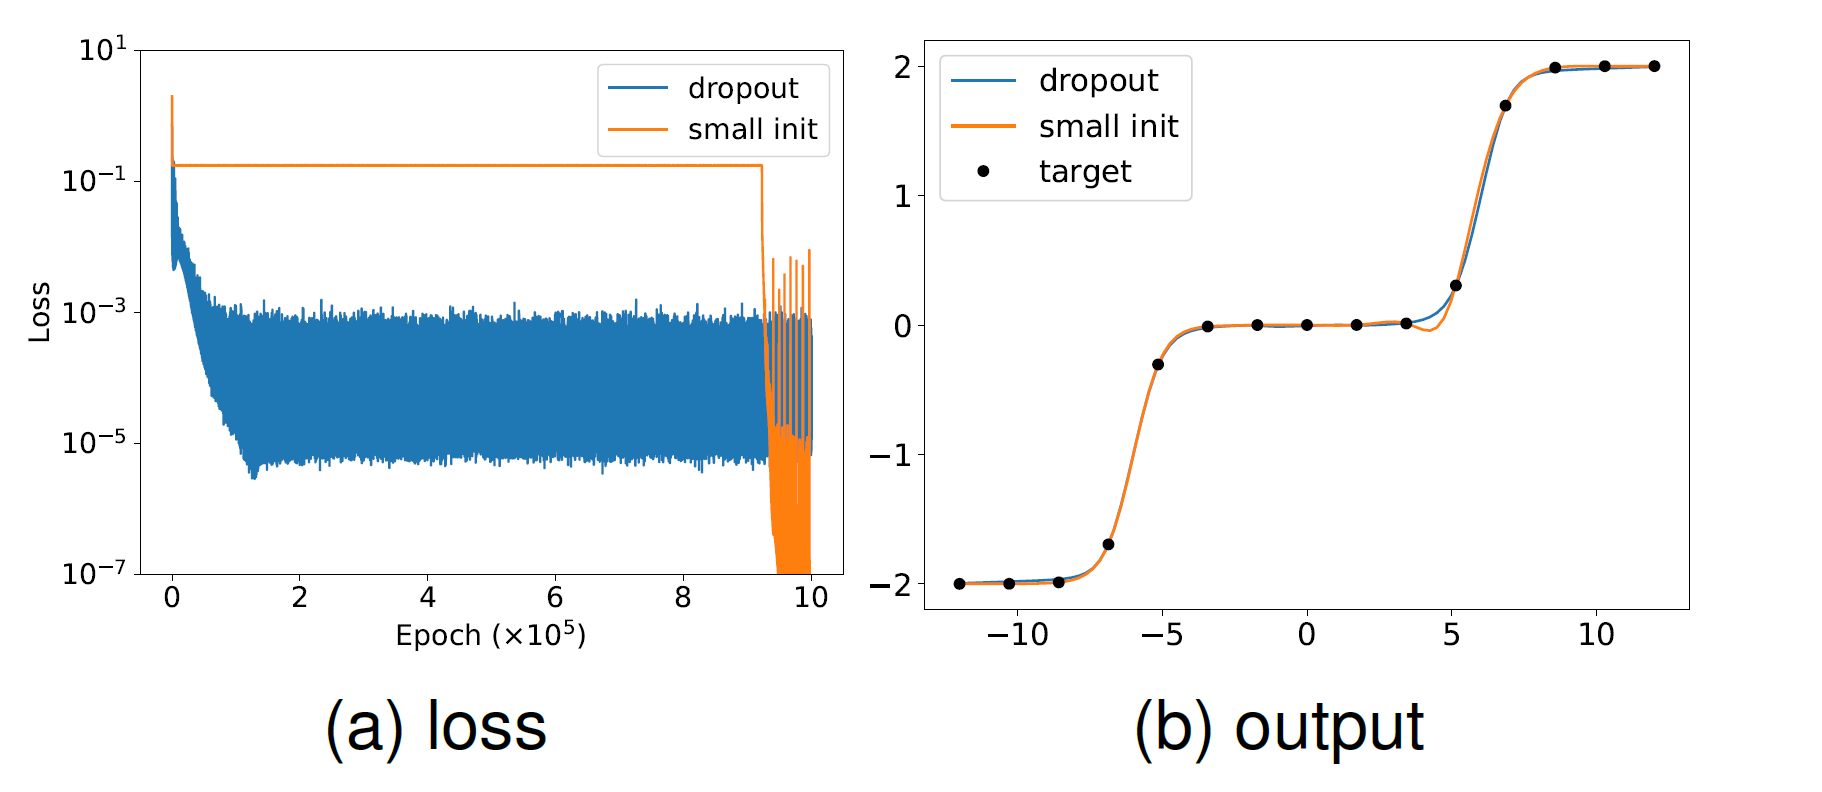 10^1
10^−1
10^−3
10^−5
10^−7
Loss
0 2 4 6 8 10
Epoch (×10^5)
dropout
small init
(a) loss
2
1
0
−1
−2
−10 −5 0 5 10
dropout
small init
target
(b) output